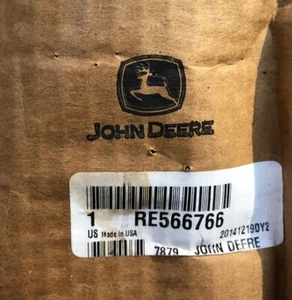 JOHN DEERE
1 RE566766
US Made in USA 20141219DY2
7879 JOHN DEERE